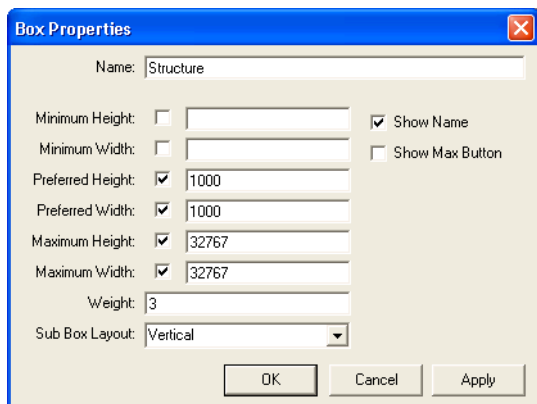 Box Properties
Name: Structure
Minimum Height:
Show Name
Minimum Width:
Show Max Button
Preferred Height: 1000
Preferred Width: 1000
Maximum Height: 32767
Maximum Width: 32767
Weight: 3
Sub Box Layout: Vertical
OK Cancel Apply